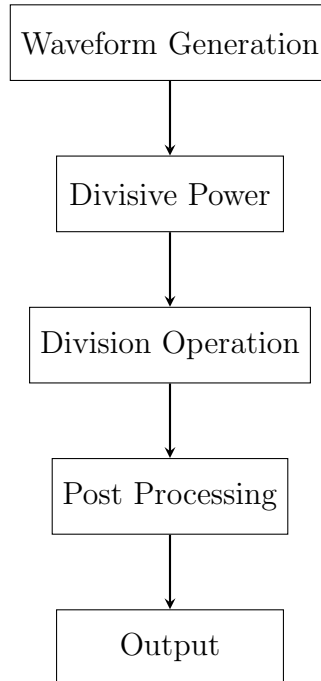 Waveform Generation
Divisive Power
Division Operation
Post Processing
Output